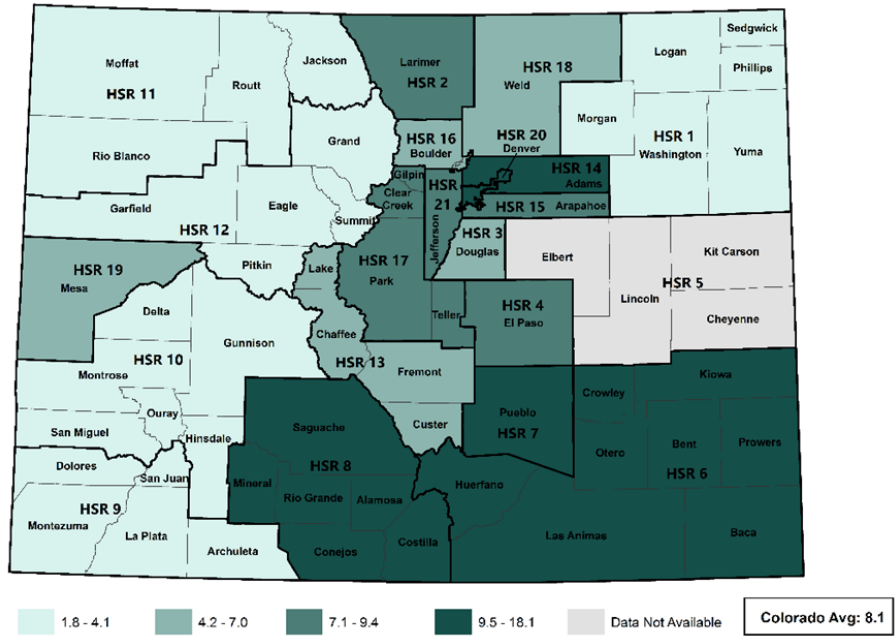 Sedgwick
Logan
Jackson
Larimer
Moffat
HSR 18
Phillips
HSR 2
Weld
Routt
HSR 11
Morgan
HSR 16
HSR 20
HSR 1
Grand
Boulder
Denver
Washington
Yuma
Rio Blanco
HSR 14
Gilpin
Adams
HSR
Clear
Creek
21
HSR 15
Arapahoe
Garfield
Eagle
Summit
HSR 12
HSR 3
Jefferson
Douglas
Kit Carson
Elbert
HSR 17
Pitkin
Lake
HSR 19
Park
HSR 5
Mesa
Lincoln
HSR 4
Delta
Teller
Cheyenne
El Paso
Chaffee
Gunnison
HSR 10
HSR 13
Montrose
Fremont
Kiowa
Crowley
Ouray
Pueblo
Custer
Saguache
San Miguel
HSR 7
Hinsdale
Bent
Prowers
Otero
Dolores
HSR 8
HSR 6
San Juan
Mineral
Huerfano
Rio Grande
Alamosa
HSR 9
Montezuma
La Plata
Las Animas
Baca
Costilla
Archuleta
Conejos
1.8 - 4.1
4.2 - 7.0
7.1 - 9.4
9.5 - 18.1
Data Not Available
Colorado Avg: 8.1